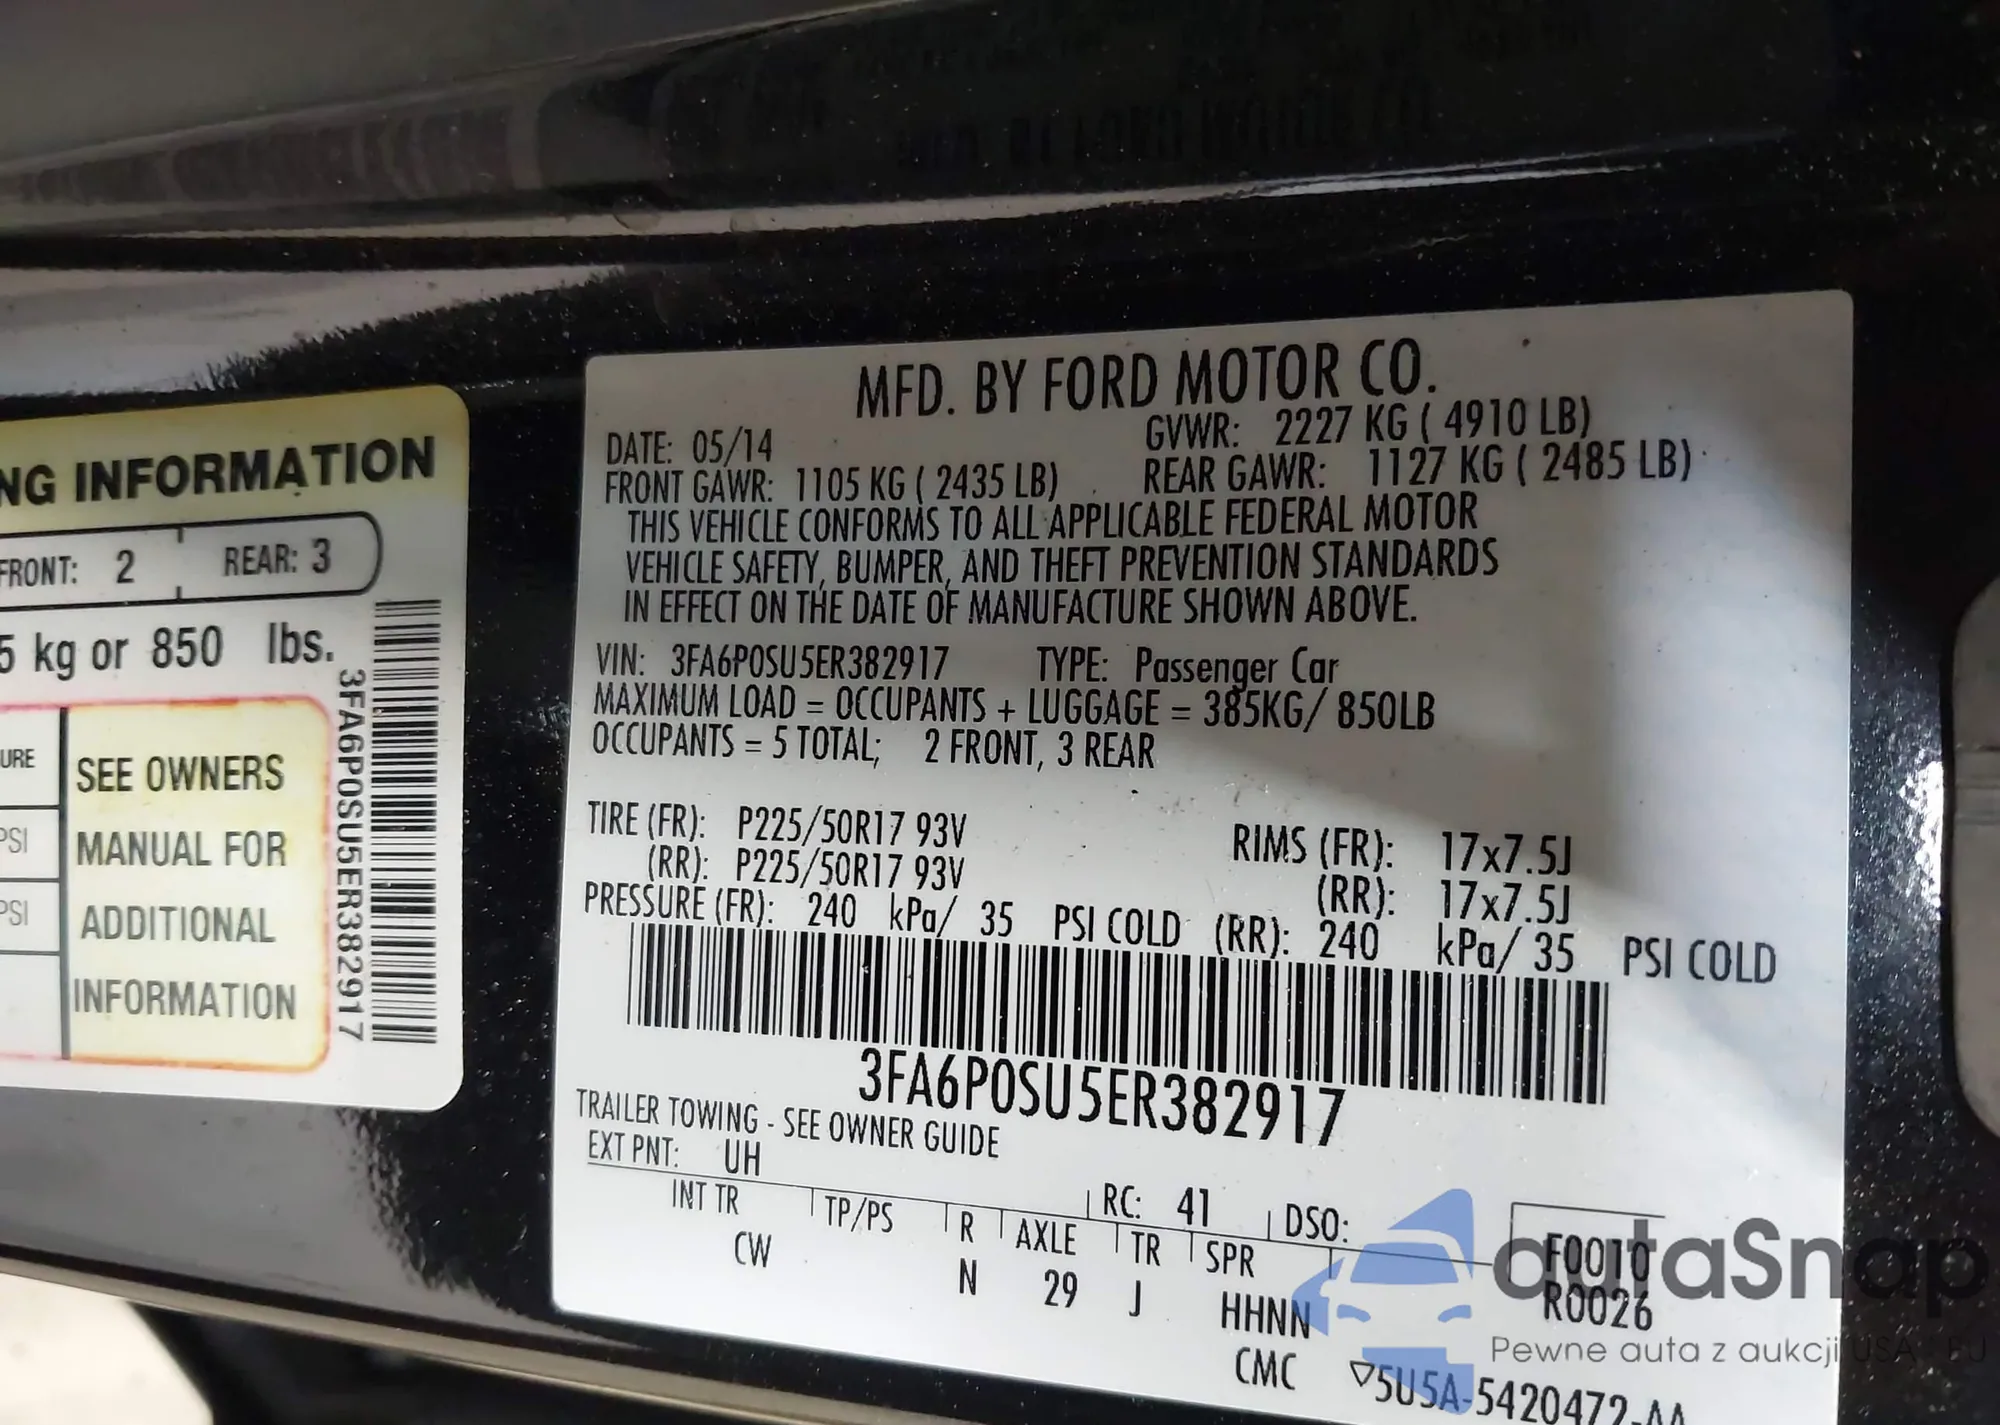 NG INFORMATION
FRONT: 2 REAR: 3
5 kg or 850 lbs.
URE
PSI
PSI
SEE OWNERS
MANUAL FOR
ADDITIONAL
INFORMATION
3FA6P0SU5ER382917
MFD. BY FORD MOTOR CO.
DATE: 05/14 GVWR: 2227 KG ( 4910 LB)
FRONT GAWR: 1105 KG ( 2435 LB) REAR GAWR: 1127 KG ( 2485 LB)
THIS VEHICLE CONFORMS TO ALL APPLICABLE FEDERAL MOTOR
VEHICLE SAFETY, BUMPER, AND THEFT PREVENTION STANDARDS
IN EFFECT ON THE DATE OF MANUFACTURE SHOWN ABOVE.
VIN: 3FA6P0SU5ER382917 TYPE: Passenger Car
MAXIMUM LOAD = OCCUPANTS + LUGGAGE = 385KG/ 850LB
OCCUPANTS = 5 TOTAL; 2 FRONT, 3 REAR
TIRE (FR): P225/50R17 93V RIMS (FR): 17x7.5J
(RR): P225/50R17 93V (RR): 17x7.5J
PRESSURE (FR): 240 kPa/ 35 PSI COLD (RR): 240 kPa/ 35 PSI COLD
3FA6P0SU5ER382917
TRAILER TOWING - SEE OWNER GUIDE
EXT PNT: UH RC: 41 DSO:
INT TR TP/PS R AXLE TR SPR F0010
CW N 29 J HHNN R0026
CMC ▽5U5A-5420472-AA
autaSnap
Pewne auta z aukcji USA